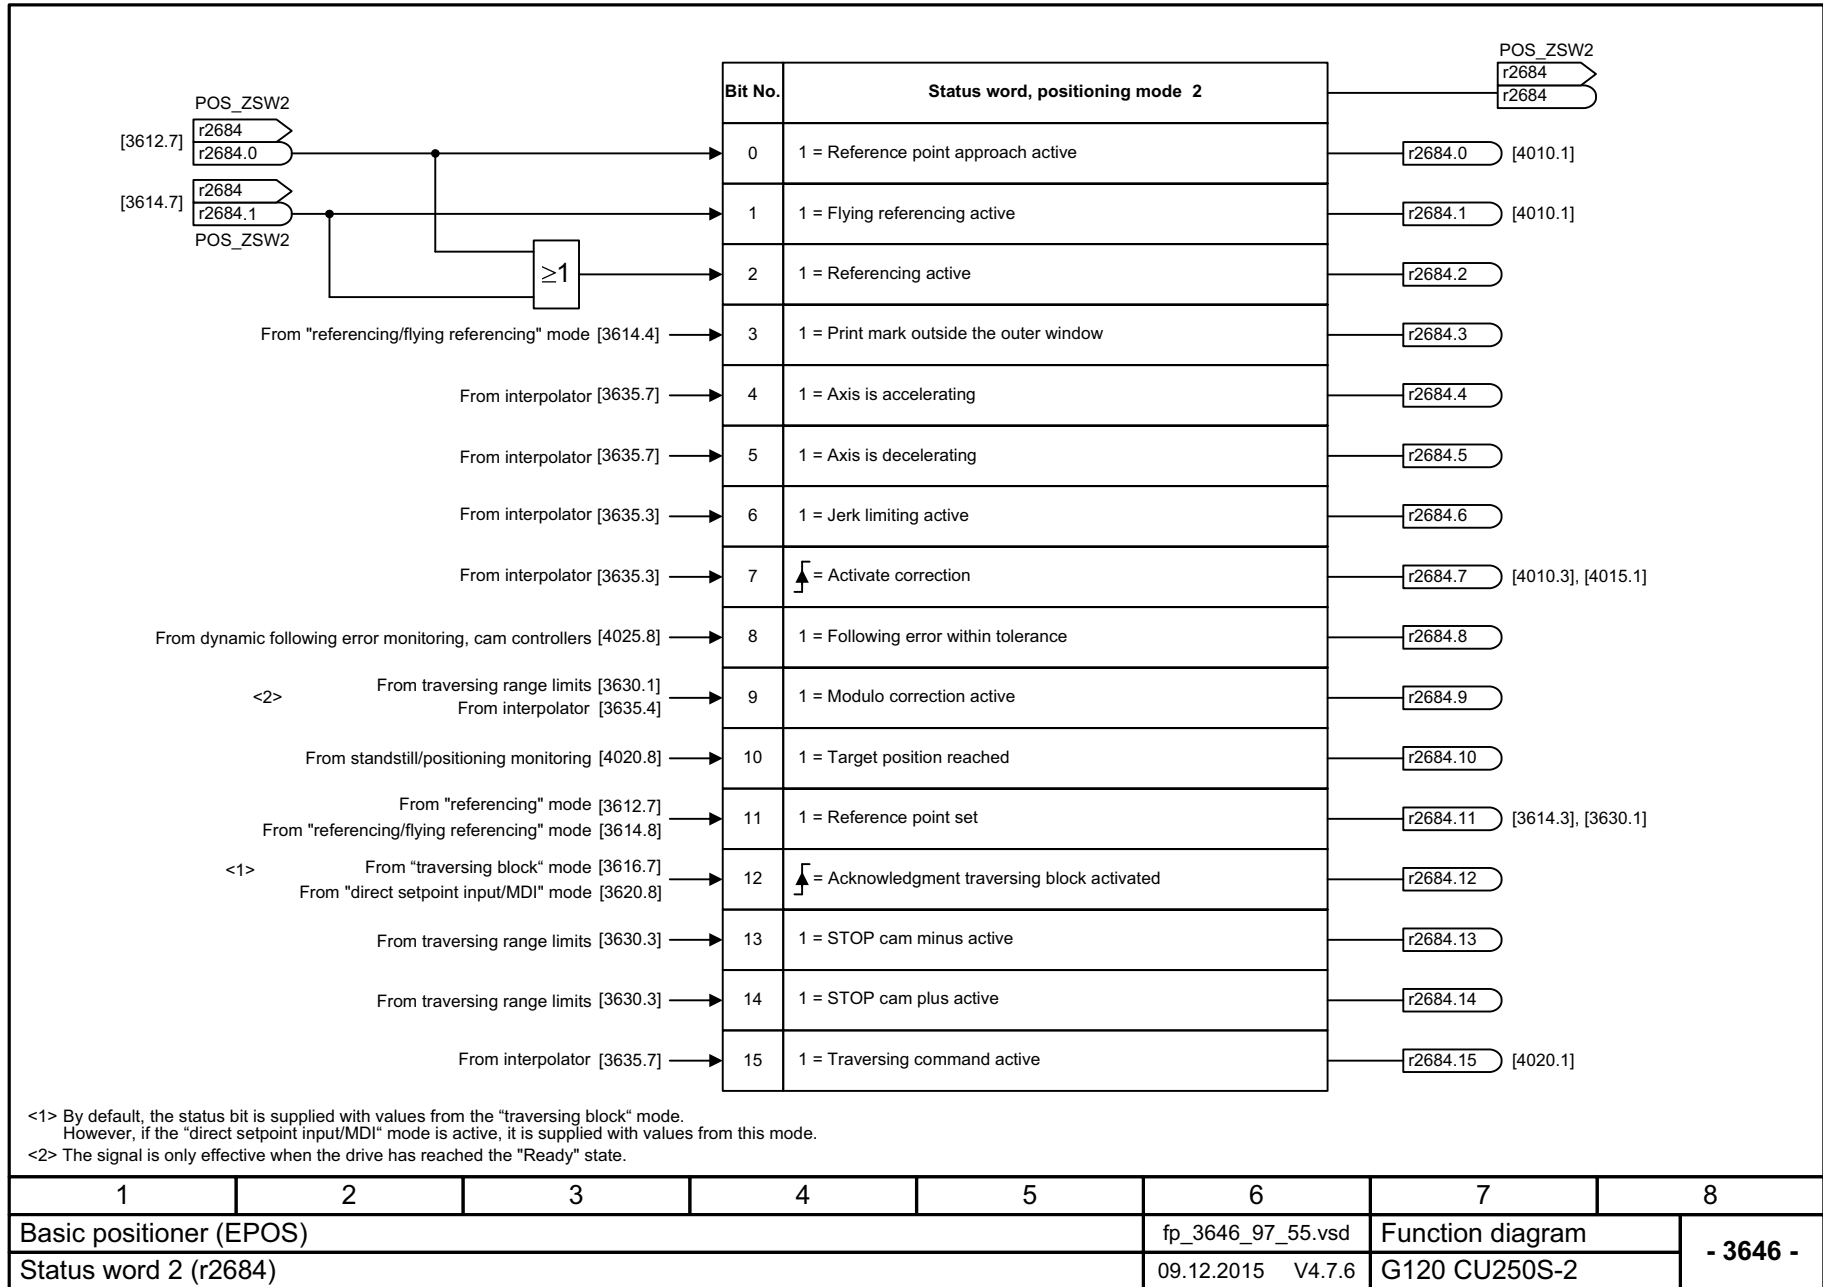 POS_ZSW2
r2684
r2684
Bit No. Status word, positioning mode 2
POS_ZSW2
[3612.7] r2684
r2684.0
0 1 = Reference point approach active r2684.0 [4010.1]
[3614.7] r2684
r2684.1
POS_ZSW2
1 1 = Flying referencing active r2684.1 [4010.1]
≥1 2 1 = Referencing active r2684.2
From "referencing/flying referencing" mode [3614.4] 3 1 = Print mark outside the outer window r2684.3
From interpolator [3635.7] 4 1 = Axis is accelerating r2684.4
From interpolator [3635.7] 5 1 = Axis is decelerating r2684.5
From interpolator [3635.3] 6 1 = Jerk limiting active r2684.6
From interpolator [3635.3] 7 = Activate correction r2684.7 [4010.3], [4015.1]
From dynamic following error monitoring, cam controllers [4025.8] 8 1 = Following error within tolerance r2684.8
<2> From traversing range limits [3630.1]
From interpolator [3635.4]
9 1 = Modulo correction active r2684.9
From standstill/positioning monitoring [4020.8] 10 1 = Target position reached r2684.10
From "referencing" mode [3612.7]
From "referencing/flying referencing" mode [3614.8]
11 1 = Reference point set r2684.11 [3614.3], [3630.1]
<1> From “traversing block“ mode [3616.7]
From "direct setpoint input/MDI" mode [3620.8]
12 = Acknowledgment traversing block activated r2684.12
From traversing range limits [3630.3] 13 1 = STOP cam minus active r2684.13
From traversing range limits [3630.3] 14 1 = STOP cam plus active r2684.14
From interpolator [3635.7] 15 1 = Traversing command active r2684.15 [4020.1]
<1> By default, the status bit is supplied with values from the “traversing block“ mode.
However, if the “direct setpoint input/MDI“ mode is active, it is supplied with values from this mode.
<2> The signal is only effective when the drive has reached the "Ready" state.
1 2 3 4 5 6 7 8
Basic positioner (EPOS) fp_3646_97_55.vsd Function diagram - 3646 -
Status word 2 (r2684) 09.12.2015 V4.7.6 G120 CU250S-2